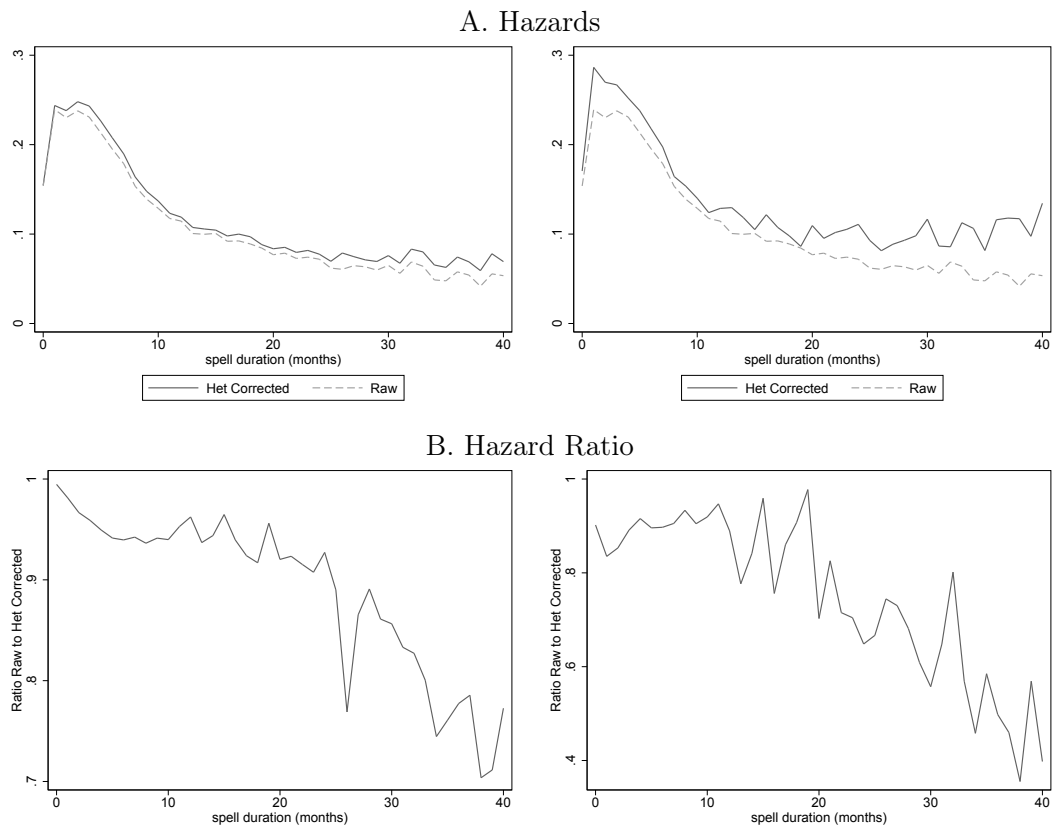 A. Hazards
.3
.2
.1
0
0 10 20 30 40
spell duration (months)
Het Corrected Raw
.3
.2
.1
0
0 10 20 30 40
spell duration (months)
Het Corrected Raw
B. Hazard Ratio
Ratio Raw to Het Corrected
1
.9
.8
.7
0 10 20 30 40
spell duration (months)
Ratio Raw to Het Corrected
1
.8
.6
.4
0 10 20 30 40
spell duration (months)